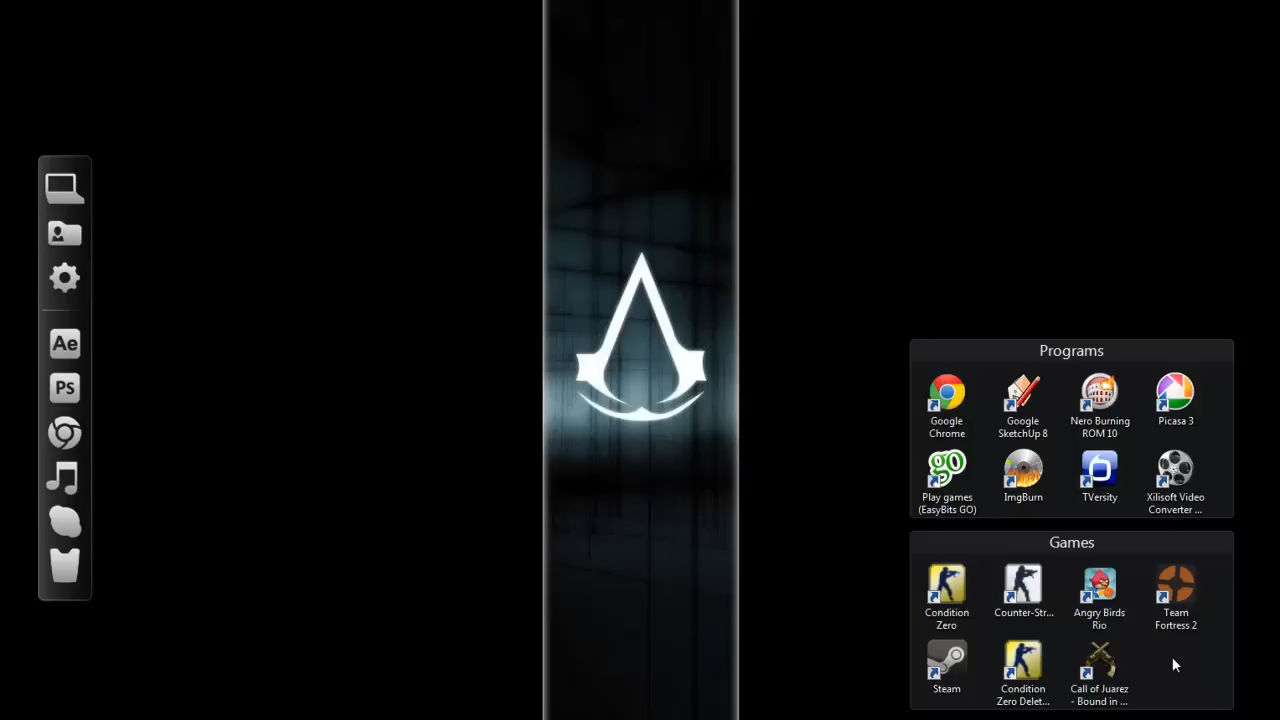 Ae
Ps
Programs
Google
Chrome
Google
SketchUp 8
Nero Burning
ROM 10
Picasa 3
go
Play games
(EasyBits GO)
ImgBurn
TVersity
Xilisoft Video
Converter ...
Games
Condition
Zero
Counter-Str...
Angry Birds
Rio
Team
Fortress 2
Steam
Condition
Zero Delet...
Call of Juarez
- Bound in ...